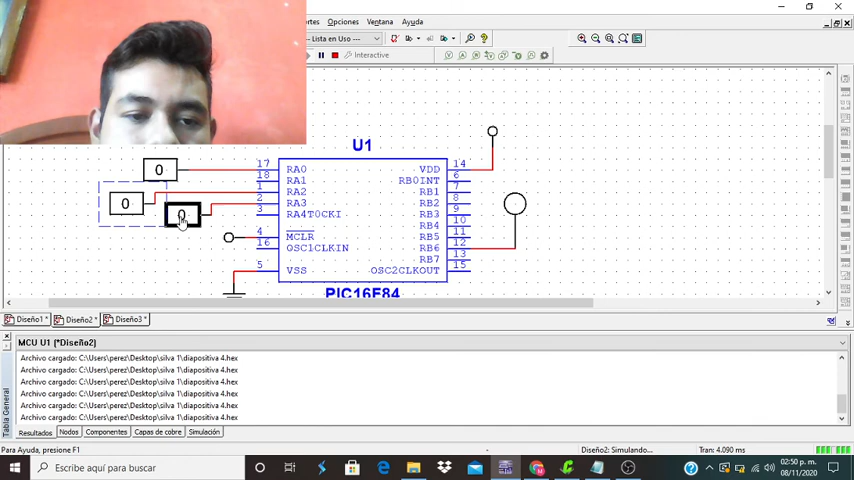 rtes Opciones Ventana Ayuda
Lista en Uso
Interactive
U1
0
0
0
17 RA0 VDD 14
18 RA1 RB0INT 6
1 RA2 RB1 7
2 RA3 RB2 8
3 RA4T0CKI RB3 9
RB4 10
4 MCLR RB5 11
16 OSC1CLKIN RB6 12
RB7 13
5 VSS OSC2CLKOUT 15
PIC16F84
Diseño1 * Diseño2 * Diseño3 *
MCU U1 (*Diseño2)
Archivo cargado: C:\Users\perez\Desktop\silva 1\diapositiva 4.hex
Archivo cargado: C:\Users\perez\Desktop\silva 1\diapositiva 4.hex
Archivo cargado: C:\Users\perez\Desktop\silva 1\diapositiva 4.hex
Archivo cargado: C:\Users\perez\Desktop\silva 1\diapositiva 4.hex
Archivo cargado: C:\Users\perez\Desktop\silva 1\diapositiva 4.hex
Archivo cargado: C:\Users\perez\Desktop\silva 1\diapositiva 4.hex
Tabla General
Resultados Nodos Componentes Capas de cobre Simulación
Para Ayuda, presione F1 Diseño2: Simulando... Tran: 4.090 ms
Escribe aquí para buscar
02:50 p. m.
08/11/2020